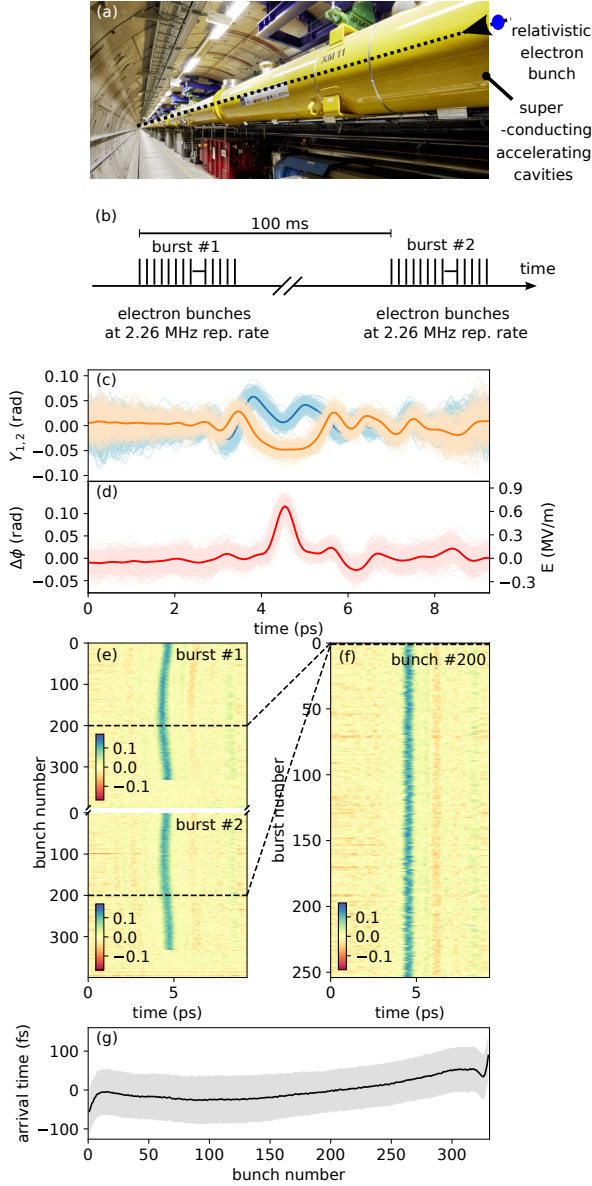 (a)
XM11
relativistic
electron
bunch
super
-conducting
accelerating
cavities
(b)
100 ms
burst #1
burst #2
time
electron bunches
at 2.26 MHz rep. rate
electron bunches
at 2.26 MHz rep. rate
(c)
0.10
0.05
0.00
−0.05
−0.10
Y1,2 (rad)
(d)
0.10
0.05
0.00
−0.05
Δϕ (rad)
0.9
0.6
0.3
0.0
−0.3
E (MV/m)
0 2 4 6 8
time (ps)
(e) burst #1
0
100
200
300
0.1
0.0
−0.1
bunch number
burst #2
0
100
200
300
0.1
0.0
−0.1
0 5
time (ps)
(f) bunch #200
0
50
100
150
200
250
burst number
0.1
0.0
−0.1
0 5
time (ps)
(g)
100
0
−100
arrival time (fs)
0 50 100 150 200 250 300
bunch number